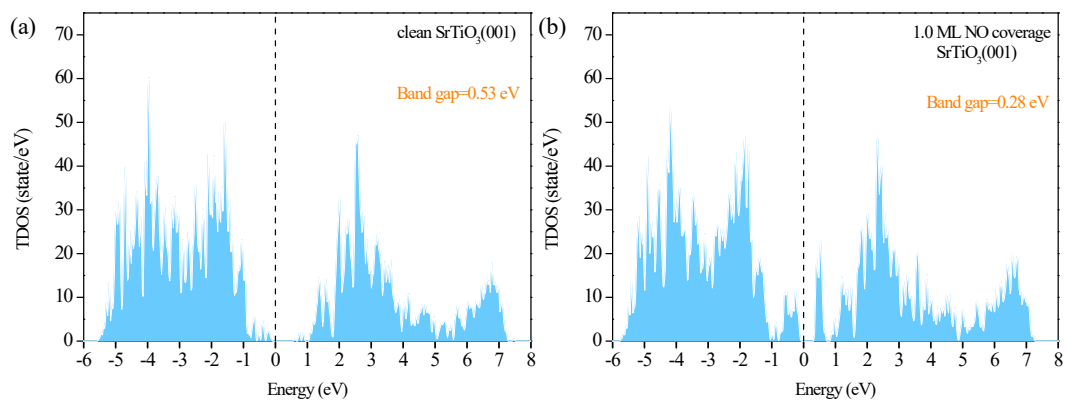 (a)
clean SrTiO₃(001)
Band gap=0.53 eV
70
60
50
40
30
20
10
0
TDOS (state/eV)
-6 -5 -4 -3 -2 -1 0 1 2 3 4 5 6 7 8
Energy (eV)
(b)
1.0 ML NO coverage
SrTiO₃(001)
Band gap=0.28 eV
70
60
50
40
30
20
10
0
TDOS (state/eV)
-6 -5 -4 -3 -2 -1 0 1 2 3 4 5 6 7 8
Energy (eV)